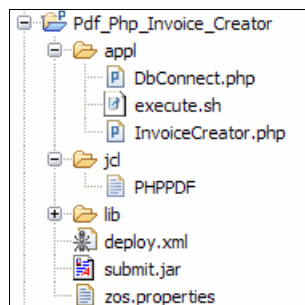 Pdf_Php_Invoice_Creator
appl
DbConnect.php
execute.sh
InvoiceCreator.php
jcl
PHPPDF
lib
deploy.xml
submit.jar
zos.properties